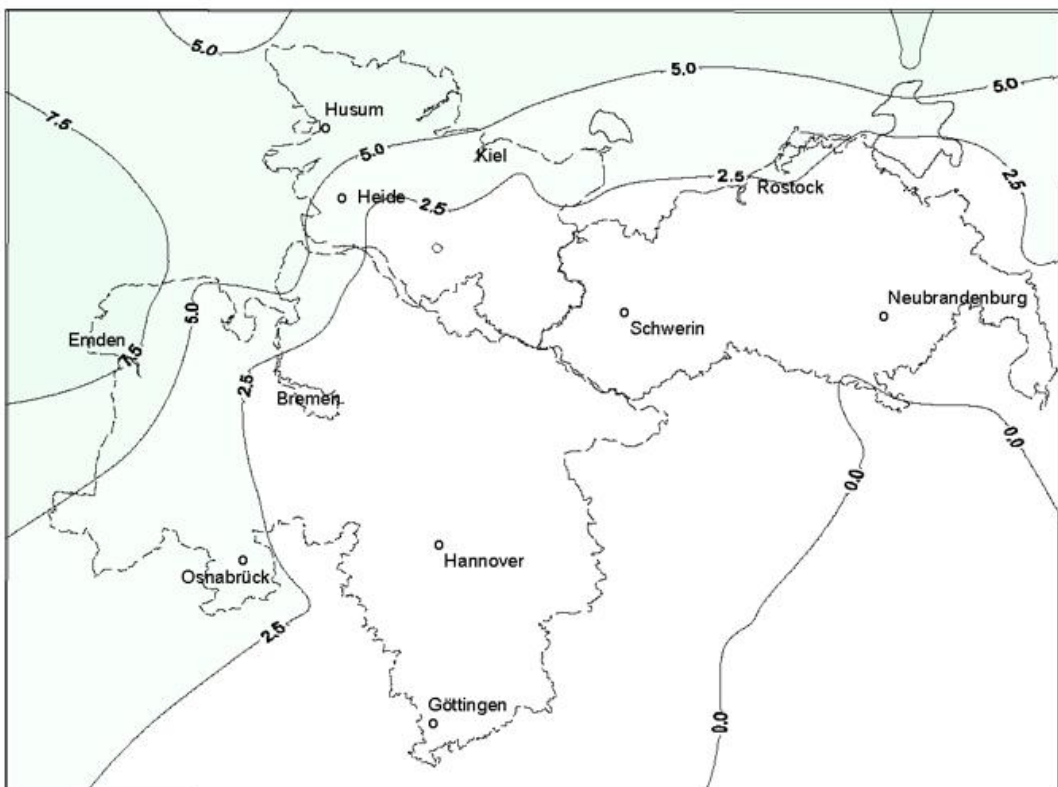 5.0
5.0
5.0
7.5
Husum
5.0
Kiel
2.5
2.5
Rostock
Heide
2.5
Neubrandenburg
5.0
Schwerin
Emden
7.5
2.5
Bremen
0.0
0.0
Hannover
Osnabrück
2.5
Göttingen
0.0